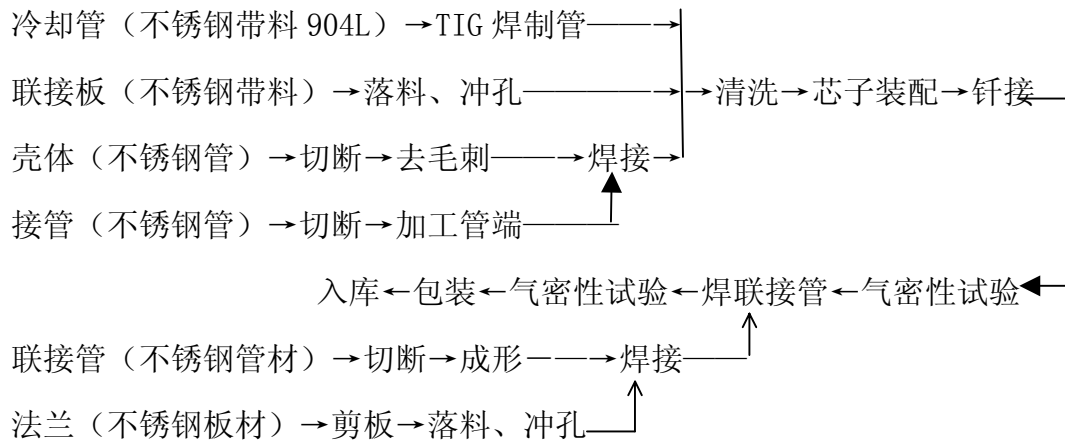 冷却管（不锈钢带料 904L）→TIG 焊制管——→
联接板（不锈钢带料）→落料、冲孔————→→清洗→芯子装配→钎接
壳体（不锈钢管）→切断→去毛刺——→焊接→
接管（不锈钢管）→切断→加工管端———
入库←包装←气密性试验←焊联接管←气密性试验
联接管（不锈钢管材）→切断→成形－—→焊接——
法兰（不锈钢板材）→剪板→落料、冲孔